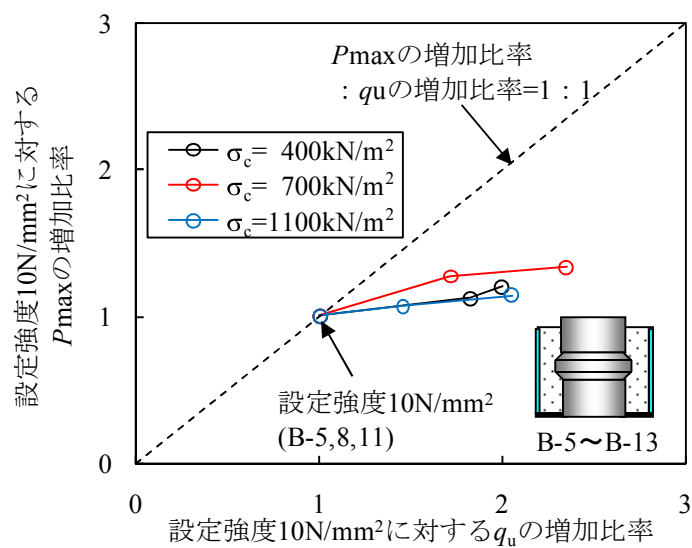 設定強度10N/mm²に対する
Pmaxの増加比率
3
2
1
0
Pmaxの増加比率
：quの増加比率=1：1
σc= 400kN/m²
σc= 700kN/m²
σc=1100kN/m²
設定強度10N/mm²
(B-5,8,11)
B-5～B-13
0 1 2 3
設定強度10N/mm²に対するquの増加比率